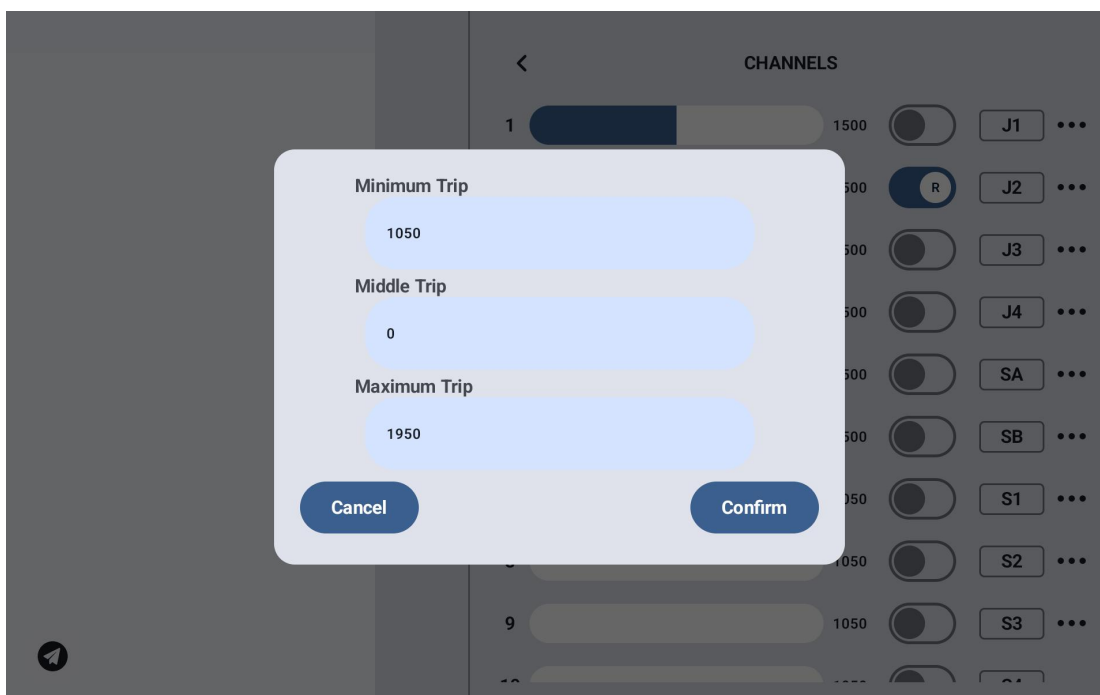 CHANNELS
1 1500 J1
Minimum Trip
R J2
1050
J3
Middle Trip
0
J4
Maximum Trip
SA
1950
SB
Cancel
Confirm
S1
1050 S2
9 1050 S3